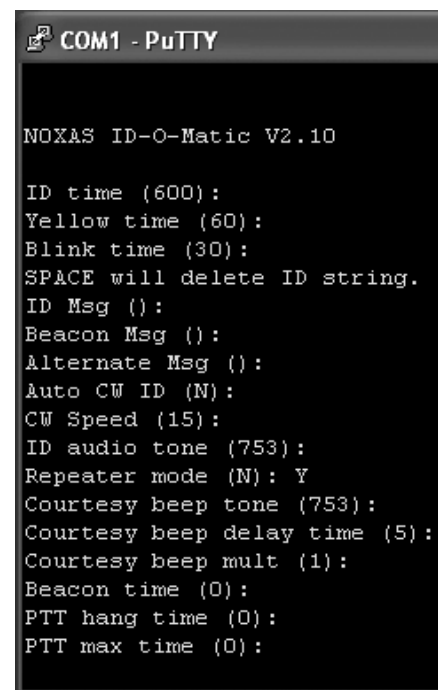 COM1 - PuTTY
N0XAS ID-O-Matic V2.10
ID time (600):
Yellow time (60):
Blink time (30):
SPACE will delete ID string.
ID Msg ():
Beacon Msg ():
Alternate Msg ():
Auto CW ID (N):
CW Speed (15):
ID audio tone (753):
Repeater mode (N): Y
Courtesy beep tone (753):
Courtesy beep delay time (5):
Courtesy beep mult (1):
Beacon time (0):
PTT hang time (0):
PTT max time (0):